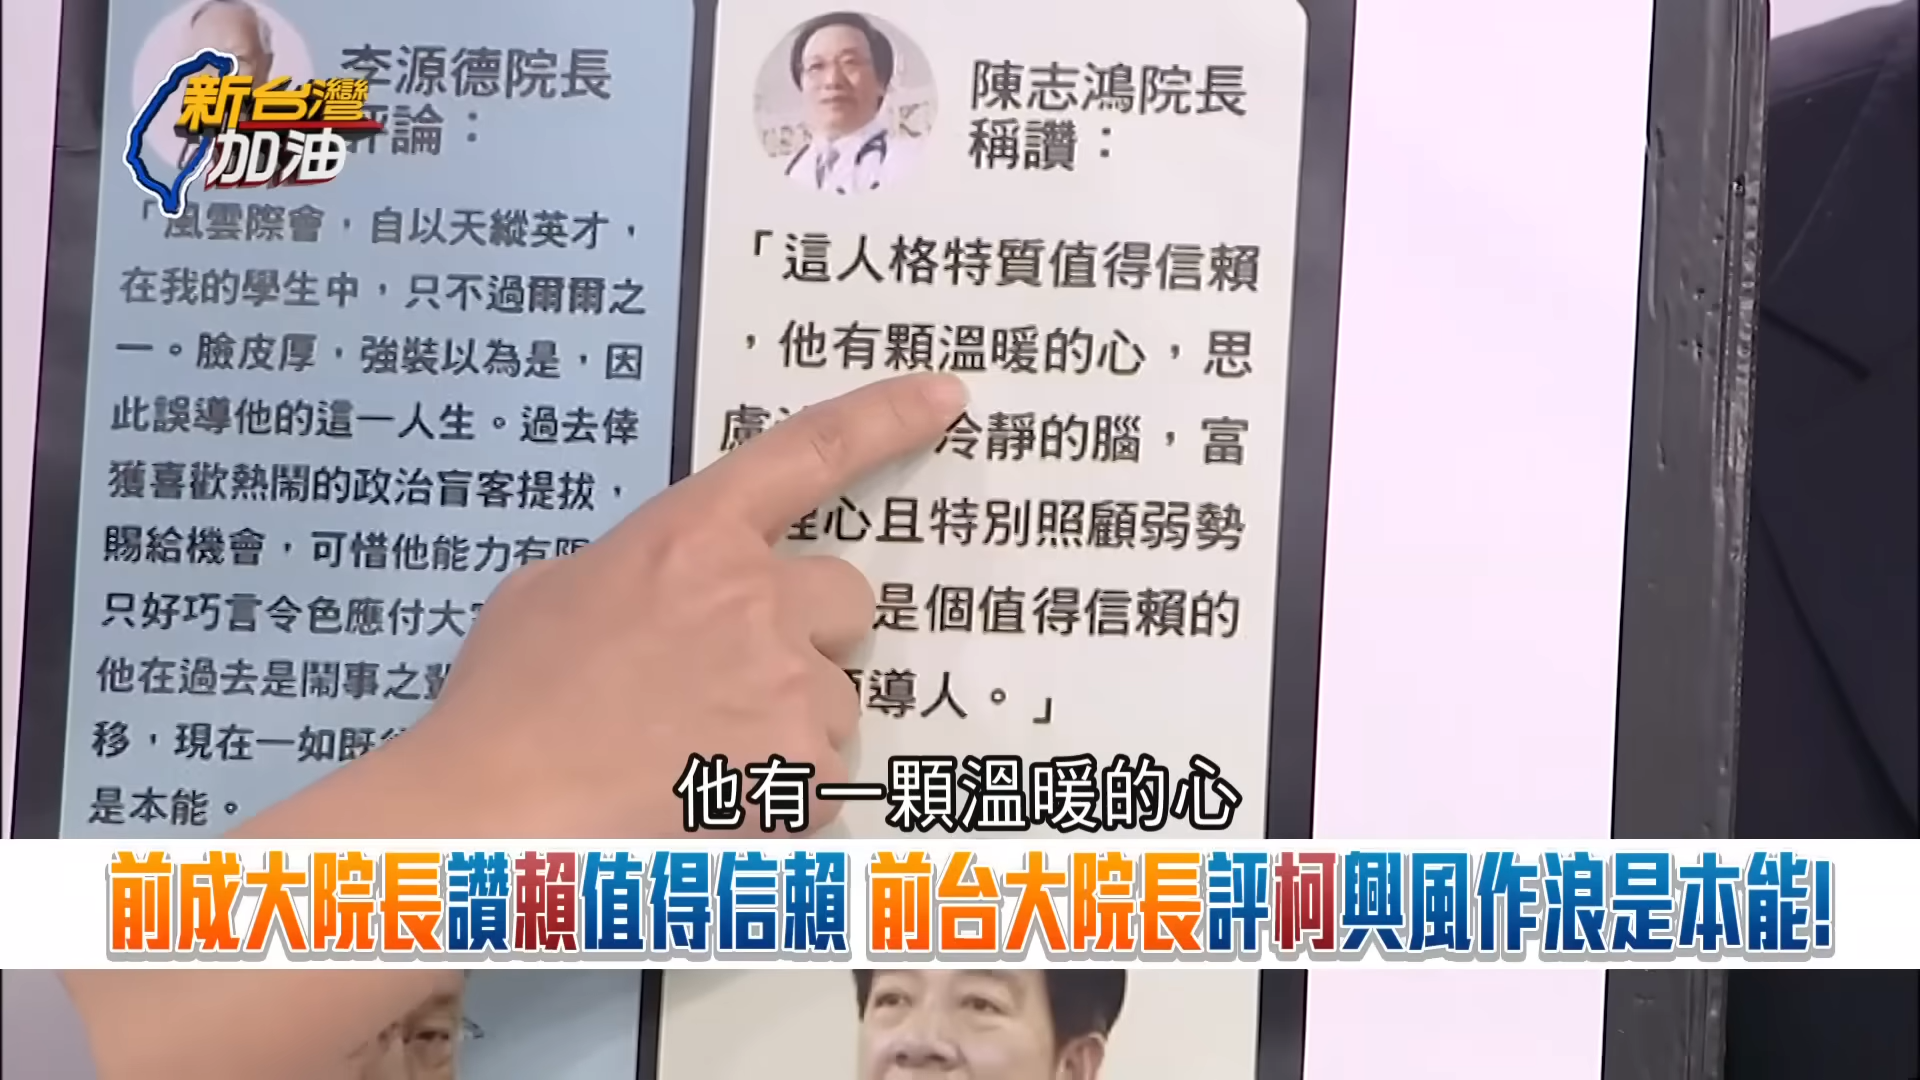 新台灣
加油
李源德院長
評論：
「風雲際會，自以天縱英才，
在我的學生中，只不過爾爾之
一。臉皮厚，強裝以為是，因
此誤導他的這一人生。過去倖
獲喜歡熱鬧的政治盲客提拔，
賜給機會，可惜他能力有限
只好巧言令色應付大
他在過去是鬧事之輩
移，現在一如既往
是本能。
陳志鴻院長
稱讚：
「這人格特質值得信賴
，他有顆溫暖的心，思
慮 冷靜的腦，富
理心且特別照顧弱勢
是個值得信賴的
領導人。」
他有一顆溫暖的心
前成大院長讚賴值得信賴 前台大院長評柯興風作浪是本能!